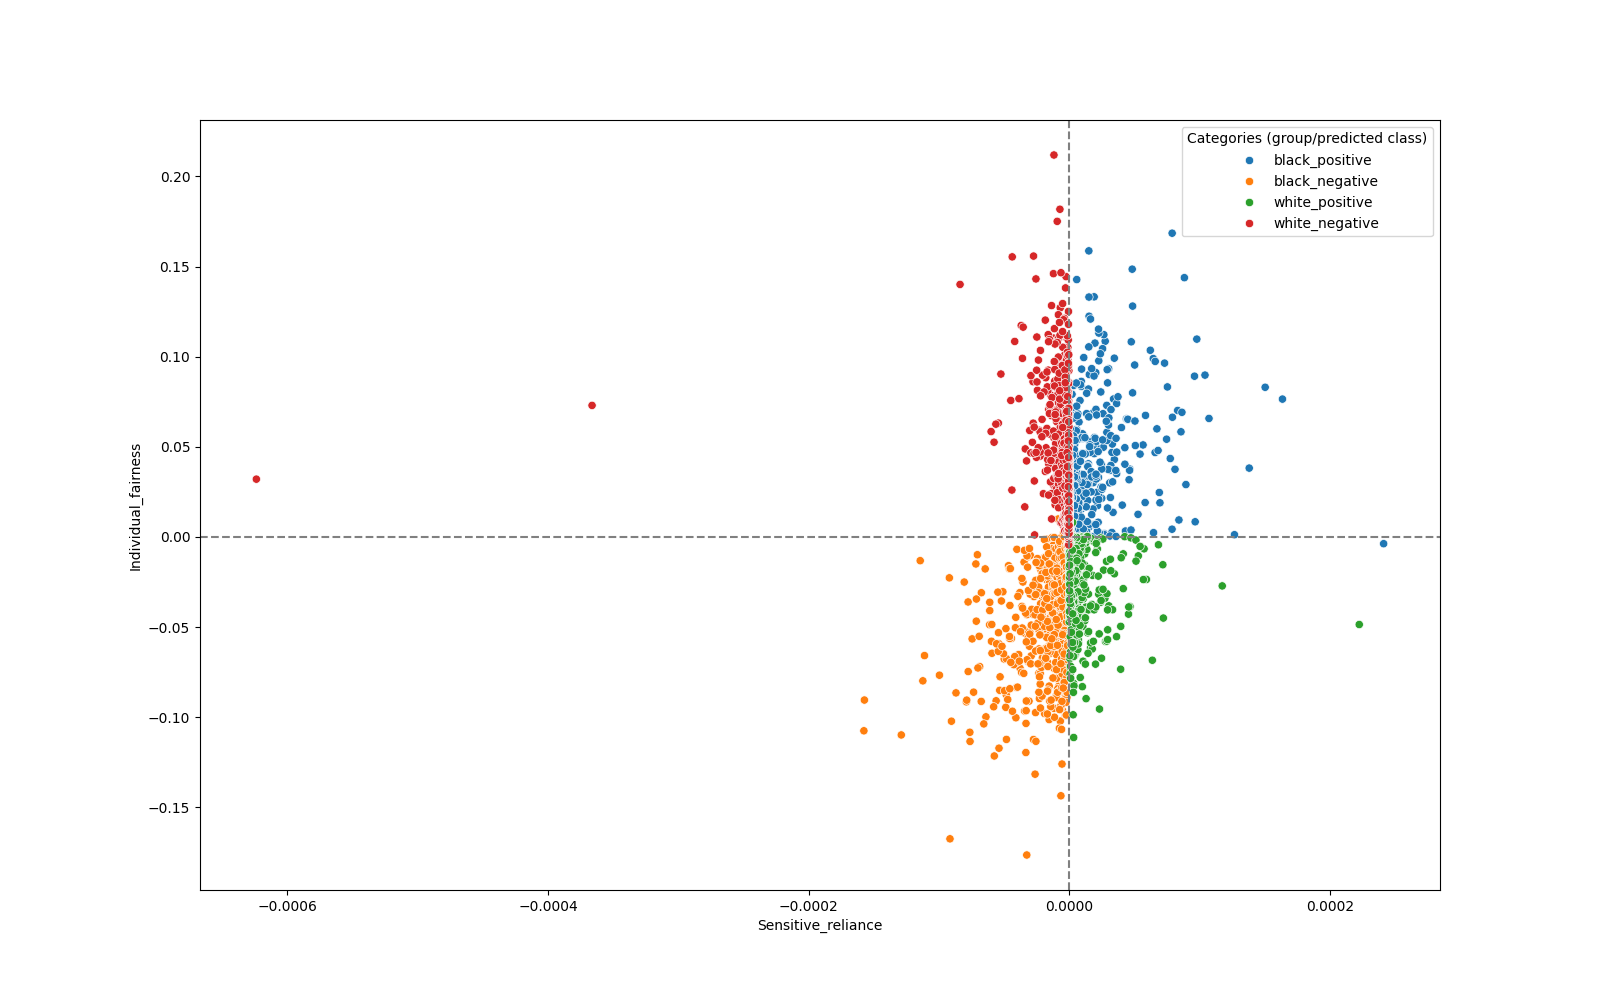 Categories (group/predicted class)
black_positive
black_negative
white_positive
white_negative
0.20
0.15
0.10
0.05
0.00
−0.05
−0.10
−0.15
Individual_fairness
−0.0006
−0.0004
−0.0002
0.0000
0.0002
Sensitive_reliance